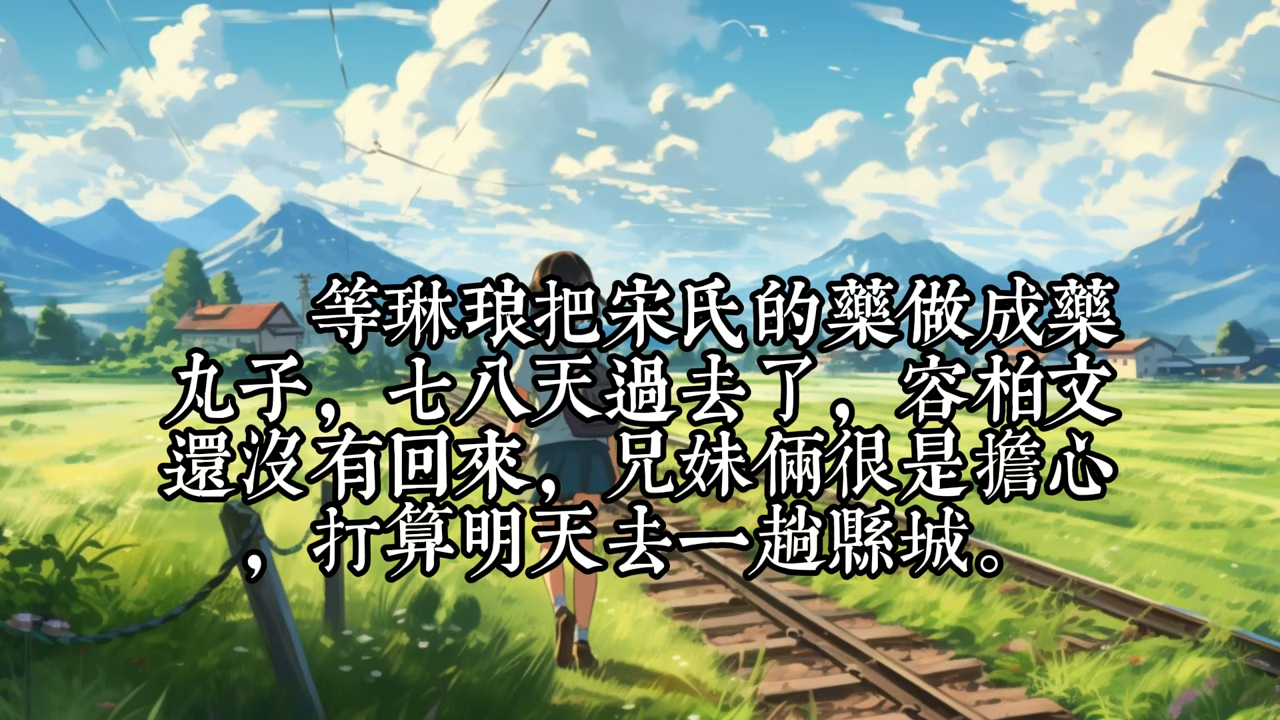 等琳琅把宋氏的藥做成藥
丸子，七八天過去了，容柏文
還沒有回來，兄妹倆很是擔心
，打算明天去一趟縣城。